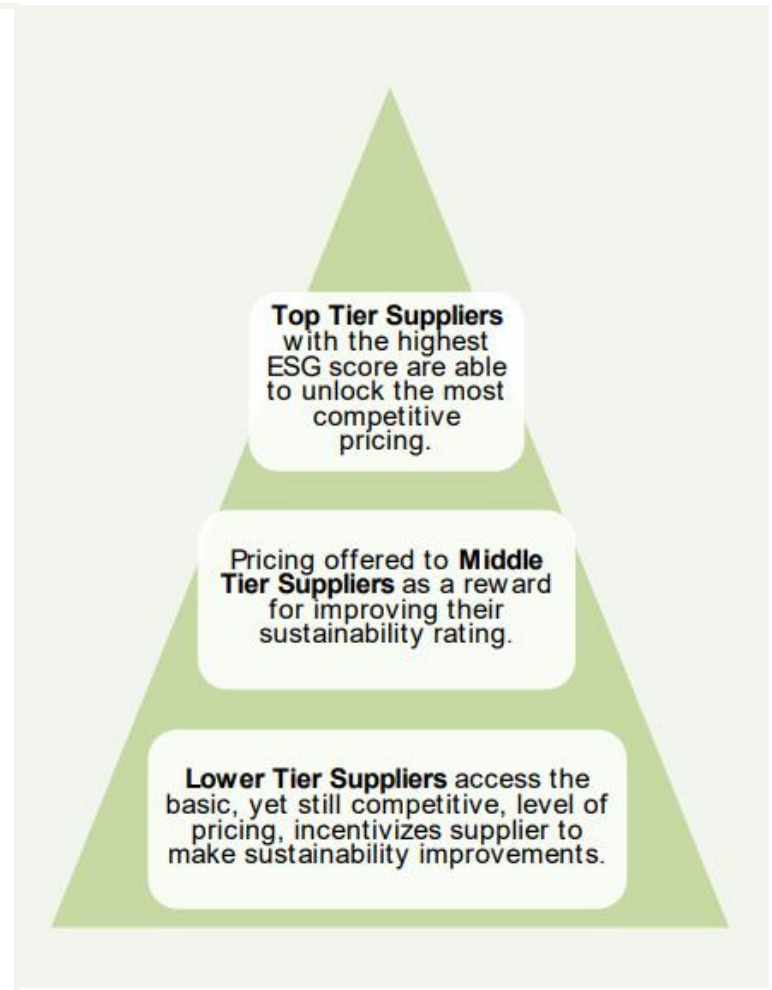 Top Tier Suppliers
with the highest
ESG score are able
to unlock the most
competitive
pricing.
Pricing offered to Middle
Tier Suppliers as a reward
for improving their
sustainability rating.
Lower Tier Suppliers access the
basic, yet still competitive, level of
pricing, incentivizes supplier to
make sustainability improvements.